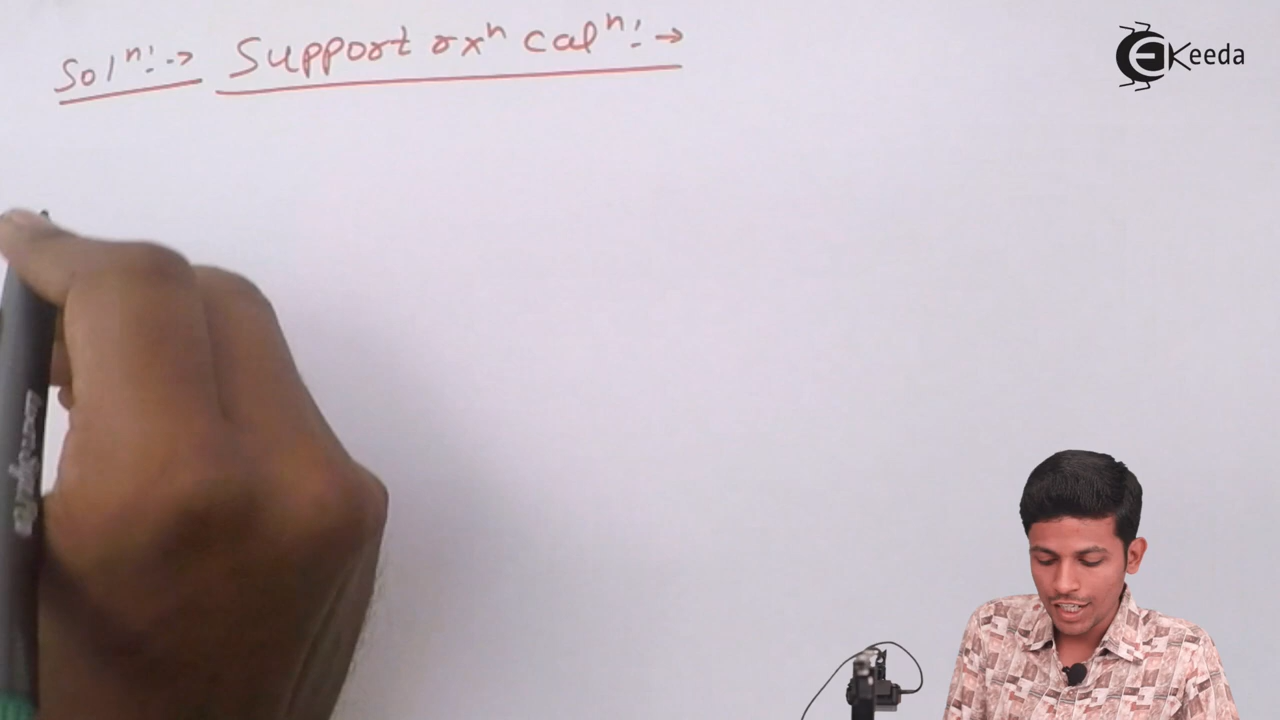 Solⁿ:→ Support rxⁿ calⁿ:→
EKeeda